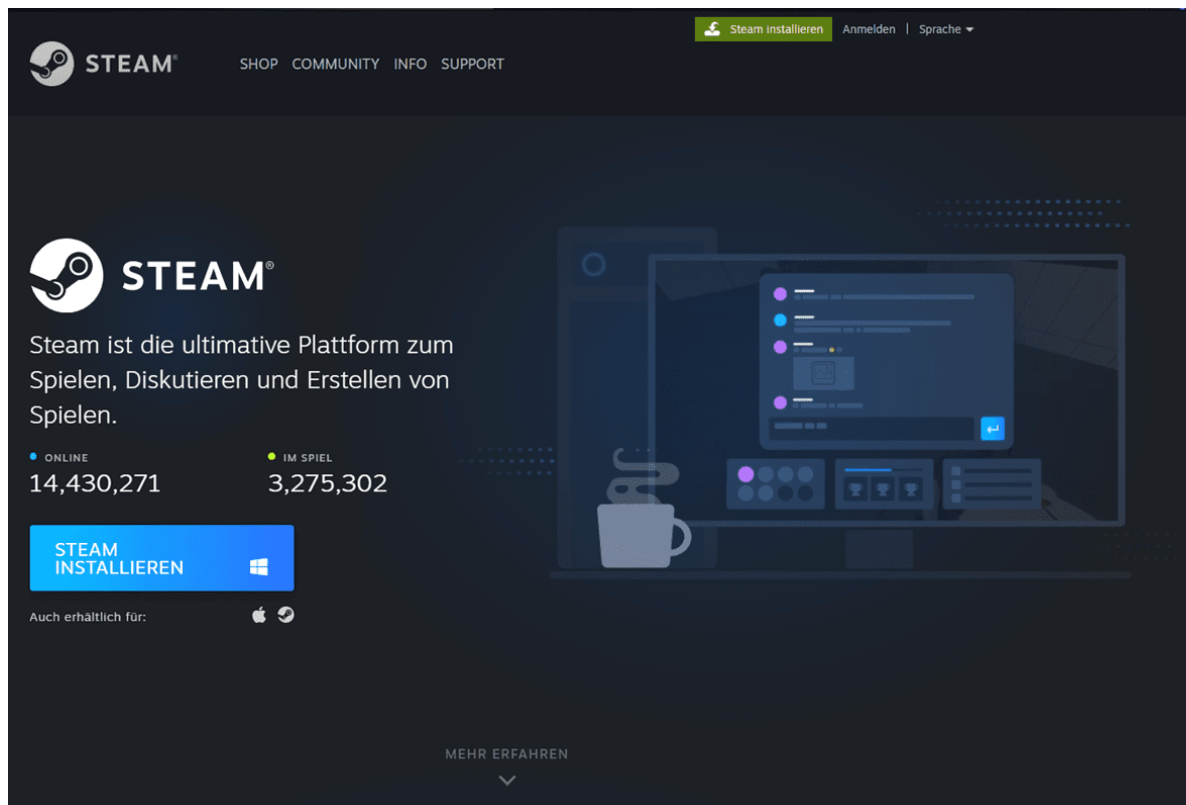 Steam installieren Anmelden | Sprache
STEAM® SHOP COMMUNITY INFO SUPPORT
STEAM®
Steam ist die ultimative Plattform zum
Spielen, Diskutieren und Erstellen von
Spielen.
ONLINE IM SPIEL
14,430,271 3,275,302
STEAM
INSTALLIEREN
Auch erhältlich für:
MEHR ERFAHREN